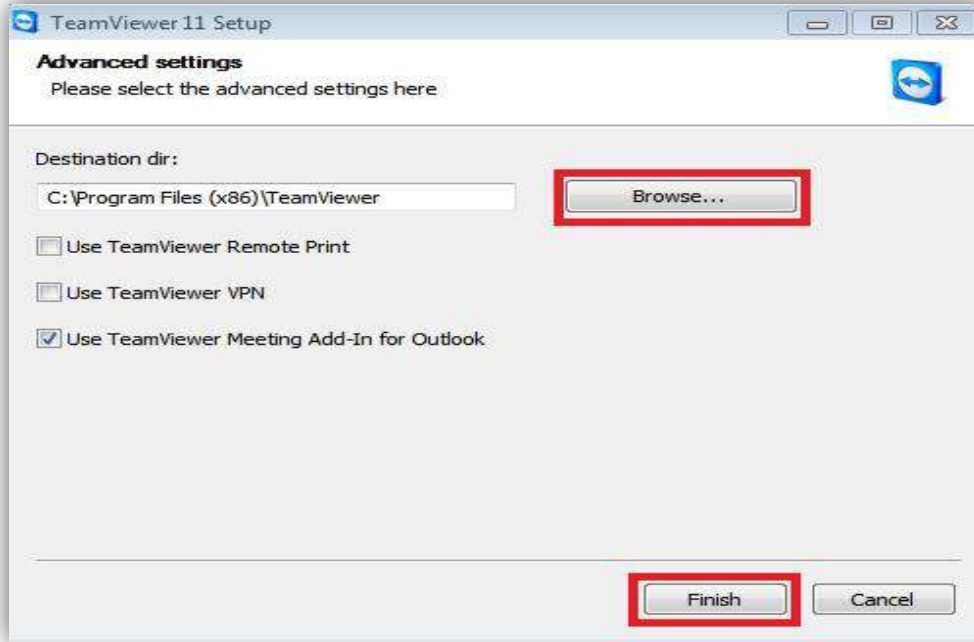 TeamViewer 11 Setup
Advanced settings
Please select the advanced settings here
Destination dir:
C:\Program Files (x86)\TeamViewer
Browse...
Use TeamViewer Remote Print
Use TeamViewer VPN
Use TeamViewer Meeting Add-In for Outlook
Finish Cancel